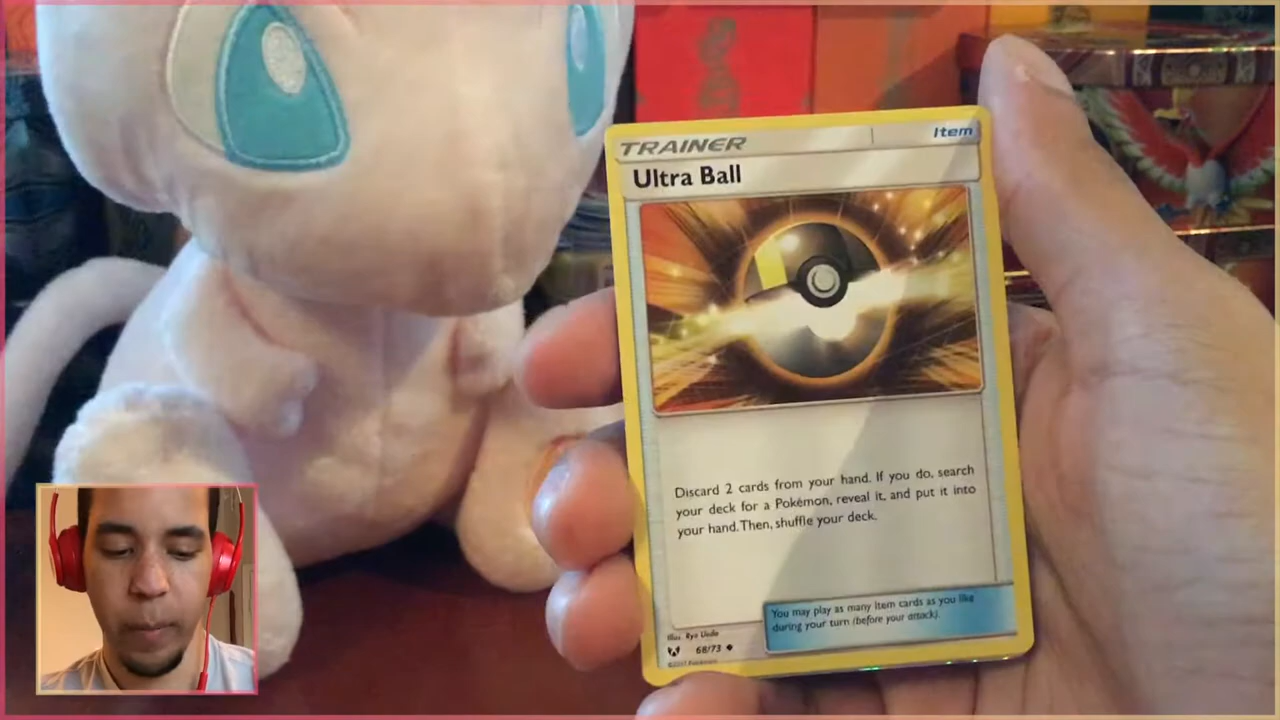 TRAINER
Item
Ultra Ball
Discard 2 cards from your hand. If you do, search
your deck for a Pokémon, reveal it, and put it into
your hand. Then, shuffle your deck.
You may play as many Item cards as you like
during your turn (before your attack).
Illus. Ryo Ueda
68/73
©2017 Pokémon